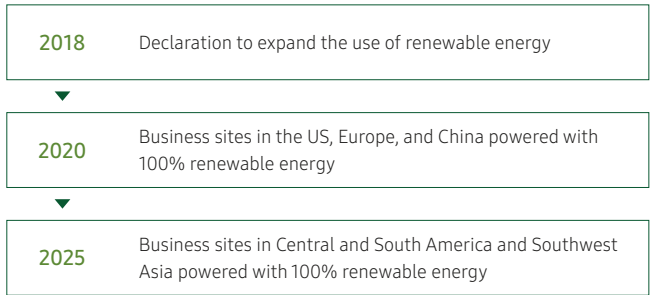 2018
Declaration to expand the use of renewable energy
2020
Business sites in the US, Europe, and China powered with
100% renewable energy
2025
Business sites in Central and South America and Southwest
Asia powered with 100% renewable energy